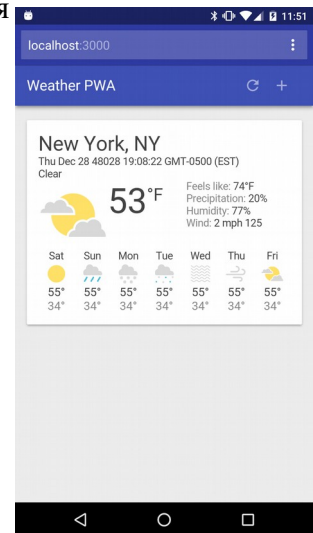 я
11:51
localhost:3000
Weather PWA
New York, NY
Thu Dec 28 48028 19:08:22 GMT-0500 (EST)
Clear
53°F
Feels like: 74°F
Precipitation: 20%
Humidity: 77%
Wind: 2 mph 125
Sat Sun Mon Tue Wed Thu Fri
55° 55° 55° 55° 55° 55° 55°
34° 34° 34° 34° 34° 34° 34°